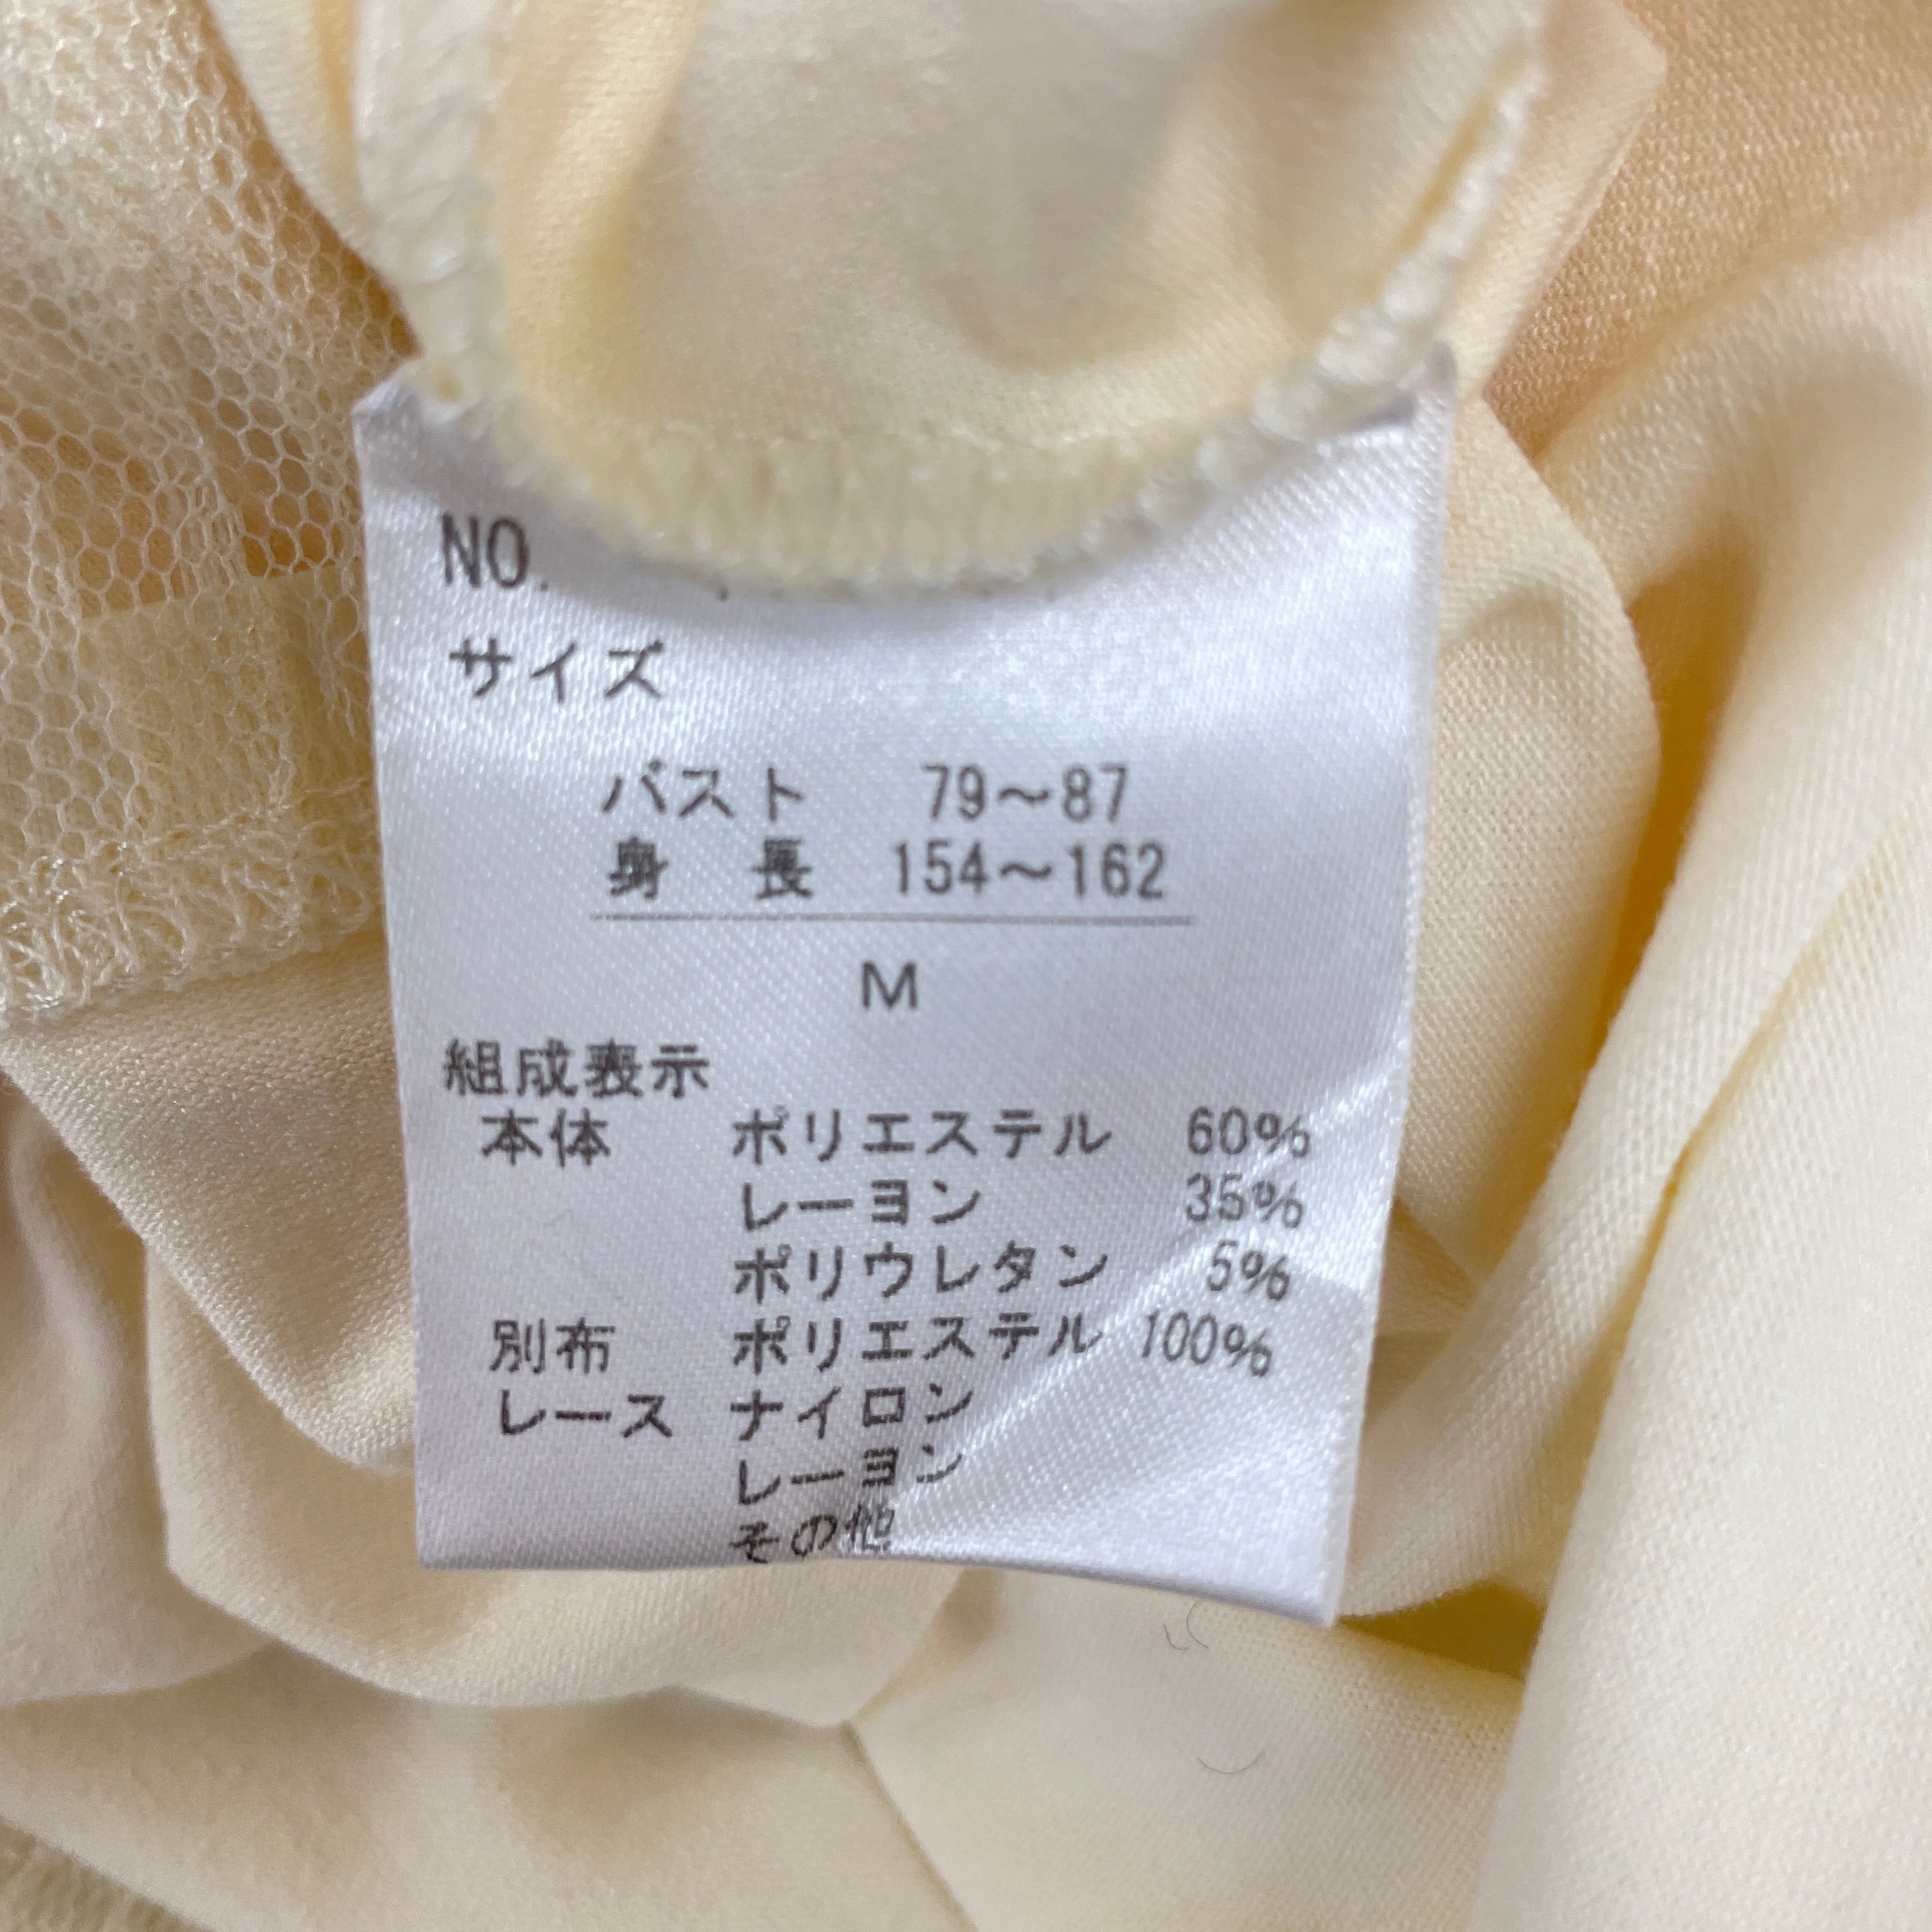 NO.
サイズ
バスト 79～87
身 長 154～162
M
組成表示
本体 ポリエステル 60%
レーヨン 35%
ポリウレタン 5%
別布 ポリエステル 100%
レース ナイロン
レーヨン
その他